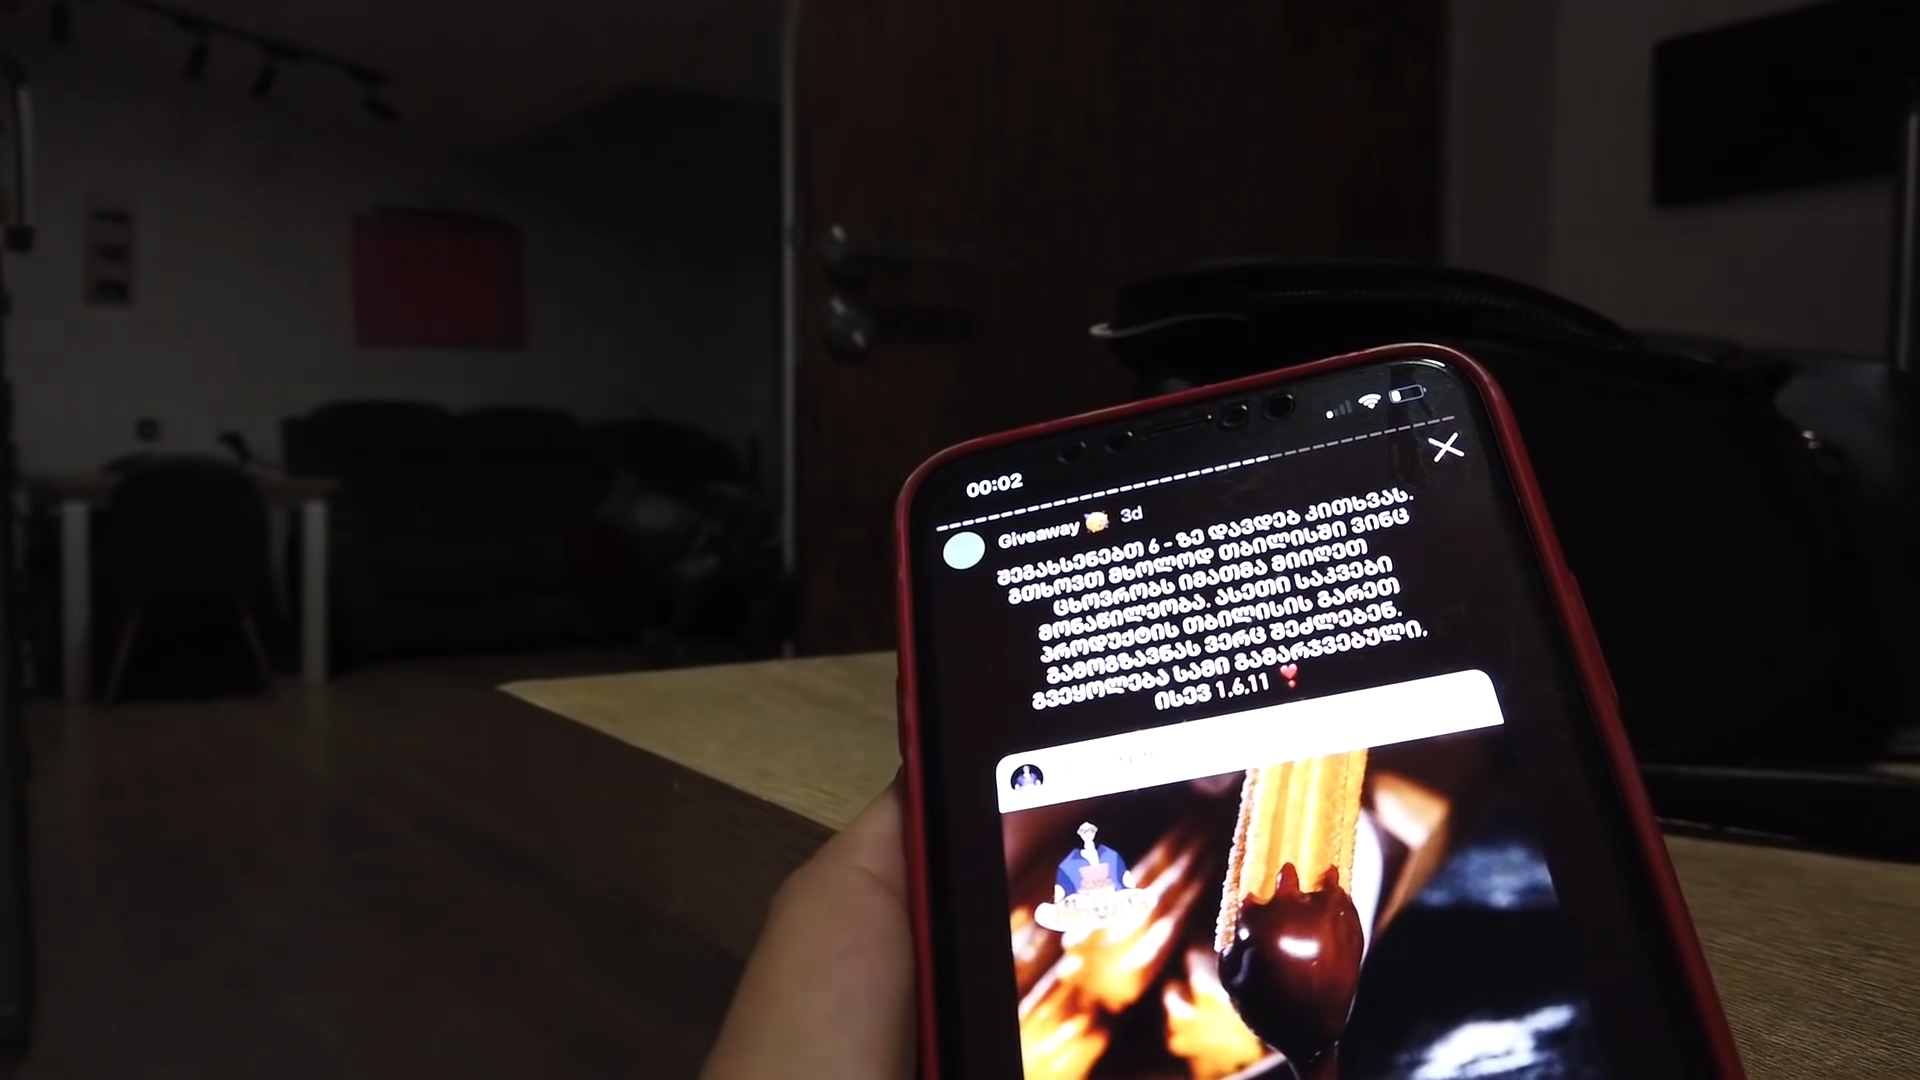 00:02
Giveaway 3d
შეგახსენებთ 6 - ზე დავდებ კითხვას.
გთხოვთ მხოლოდ თბილისში ვინც
ცხოვრობს იმათმა მიიღეთ
მონაწილეობა. ასეთი საკვები
პროდუქტის თბილისის გარეთ
გამოგზავნას ვერც შეძლებენ.
გვეყოლება სამი გამარჯვებული,
ისევ 1.6.11 ❣️